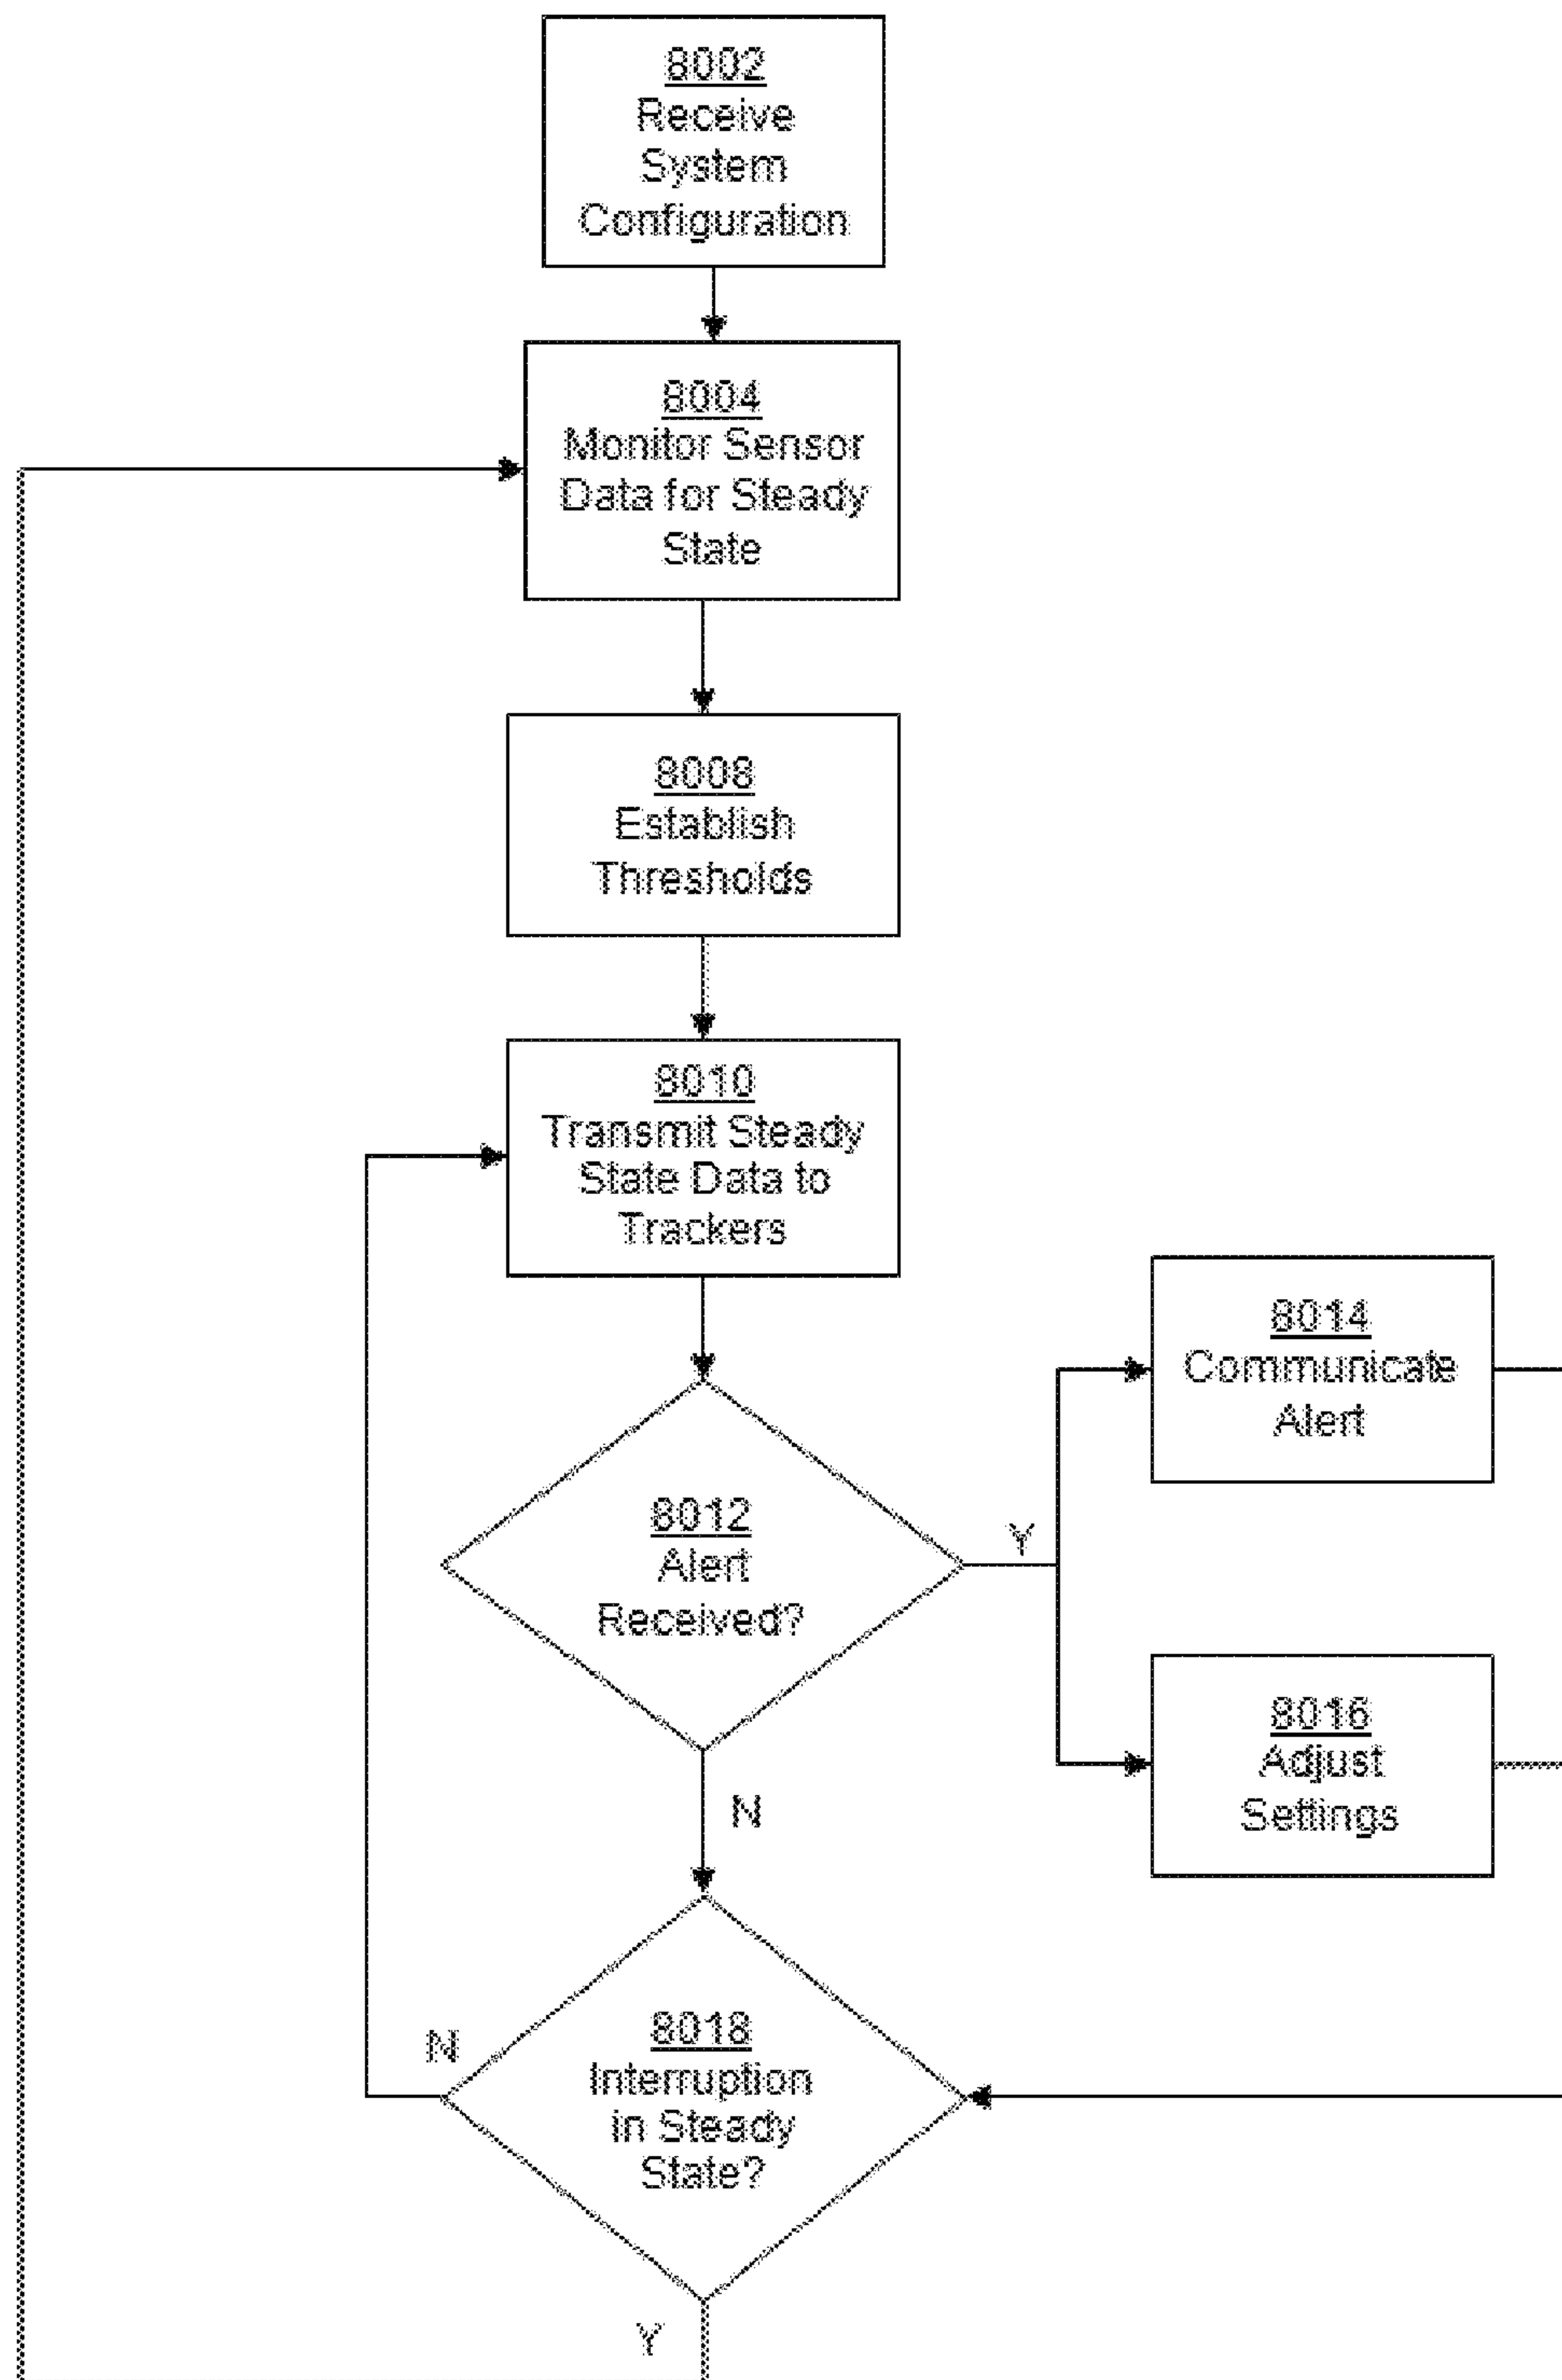 8002
Receive
System
Configuration
8004
Monitor Sensor
Data for Steady
State
8008
Establish
Thresholds
8010
Transmit Steady
State Data to
Trackers
8014
Communicate
Alert
8012
Alert
Received?
Y
8016
Adjust
Settings
N
N
8018
Interruption
in Steady
State?
Y